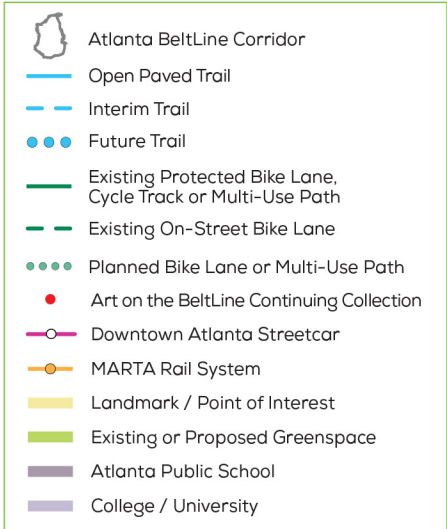 Atlanta BeltLine Corridor
Open Paved Trail
Interim Trail
Future Trail
Existing Protected Bike Lane,
Cycle Track or Multi-Use Path
Existing On-Street Bike Lane
Planned Bike Lane or Multi-Use Path
Art on the BeltLine Continuing Collection
Downtown Atlanta Streetcar
MARTA Rail System
Landmark / Point of Interest
Existing or Proposed Greenspace
Atlanta Public School
College / University